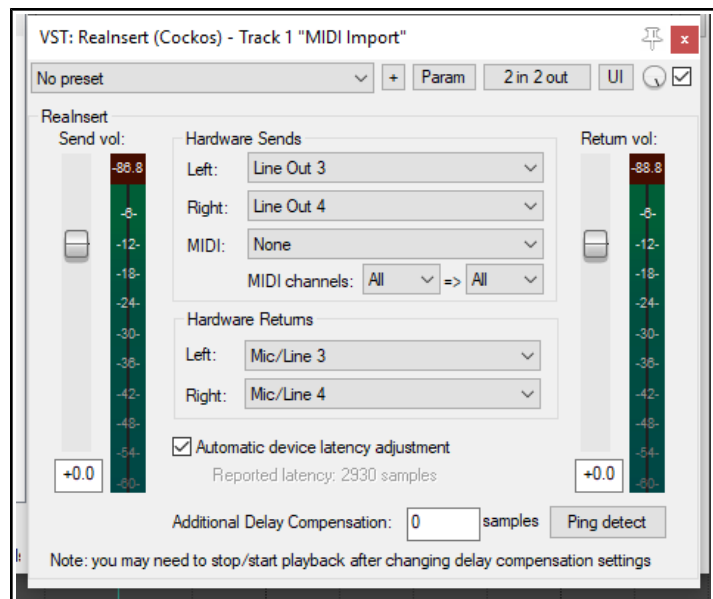 VST: ReaInsert (Cockos) - Track 1 "MIDI Import"
No preset + Param 2 in 2 out UI
ReaInsert
Send vol: Hardware Sends Return vol:
-86.8 Left: Line Out 3 -88.8
-6- Right: Line Out 4 -6-
-12- MIDI: None -12-
-18- MIDI channels: All => All -18-
-24- -24-
-30- Hardware Returns -30-
-36- Left: Mic/Line 3 -36-
-42- Right: Mic/Line 4 -42-
-48- -48-
-54- Automatic device latency adjustment -54-
+0.0 -60- Reported latency: 2930 samples +0.0 -60-
Additional Delay Compensation: 0 samples Ping detect
Note: you may need to stop/start playback after changing delay compensation settings